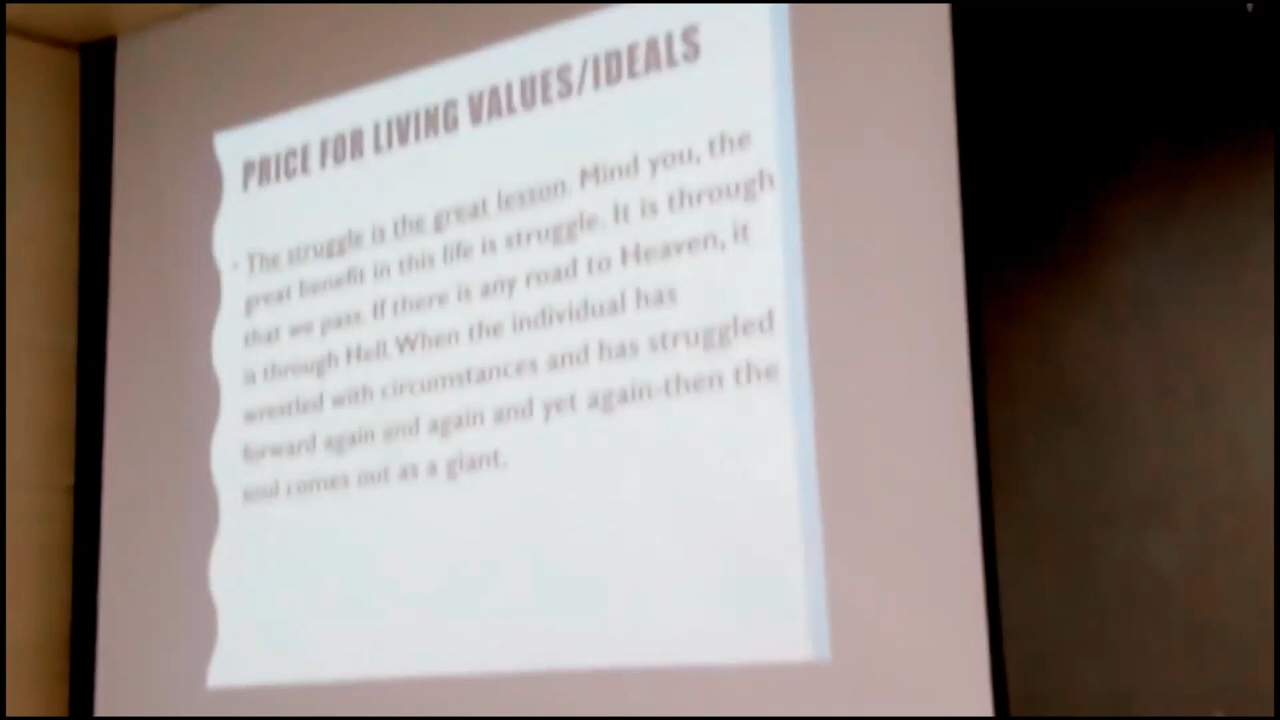 PRICE FOR LIVING VALUES/IDEALS
- The struggle is the great lesson. Mind you, the
great benefit in this life is struggle. It is through
that we pass. If there is any road to Heaven, it
is through Hell. When the individual has
wrestled with circumstances and has struggled
forward again and again and yet again-then the
soul comes out as a giant.